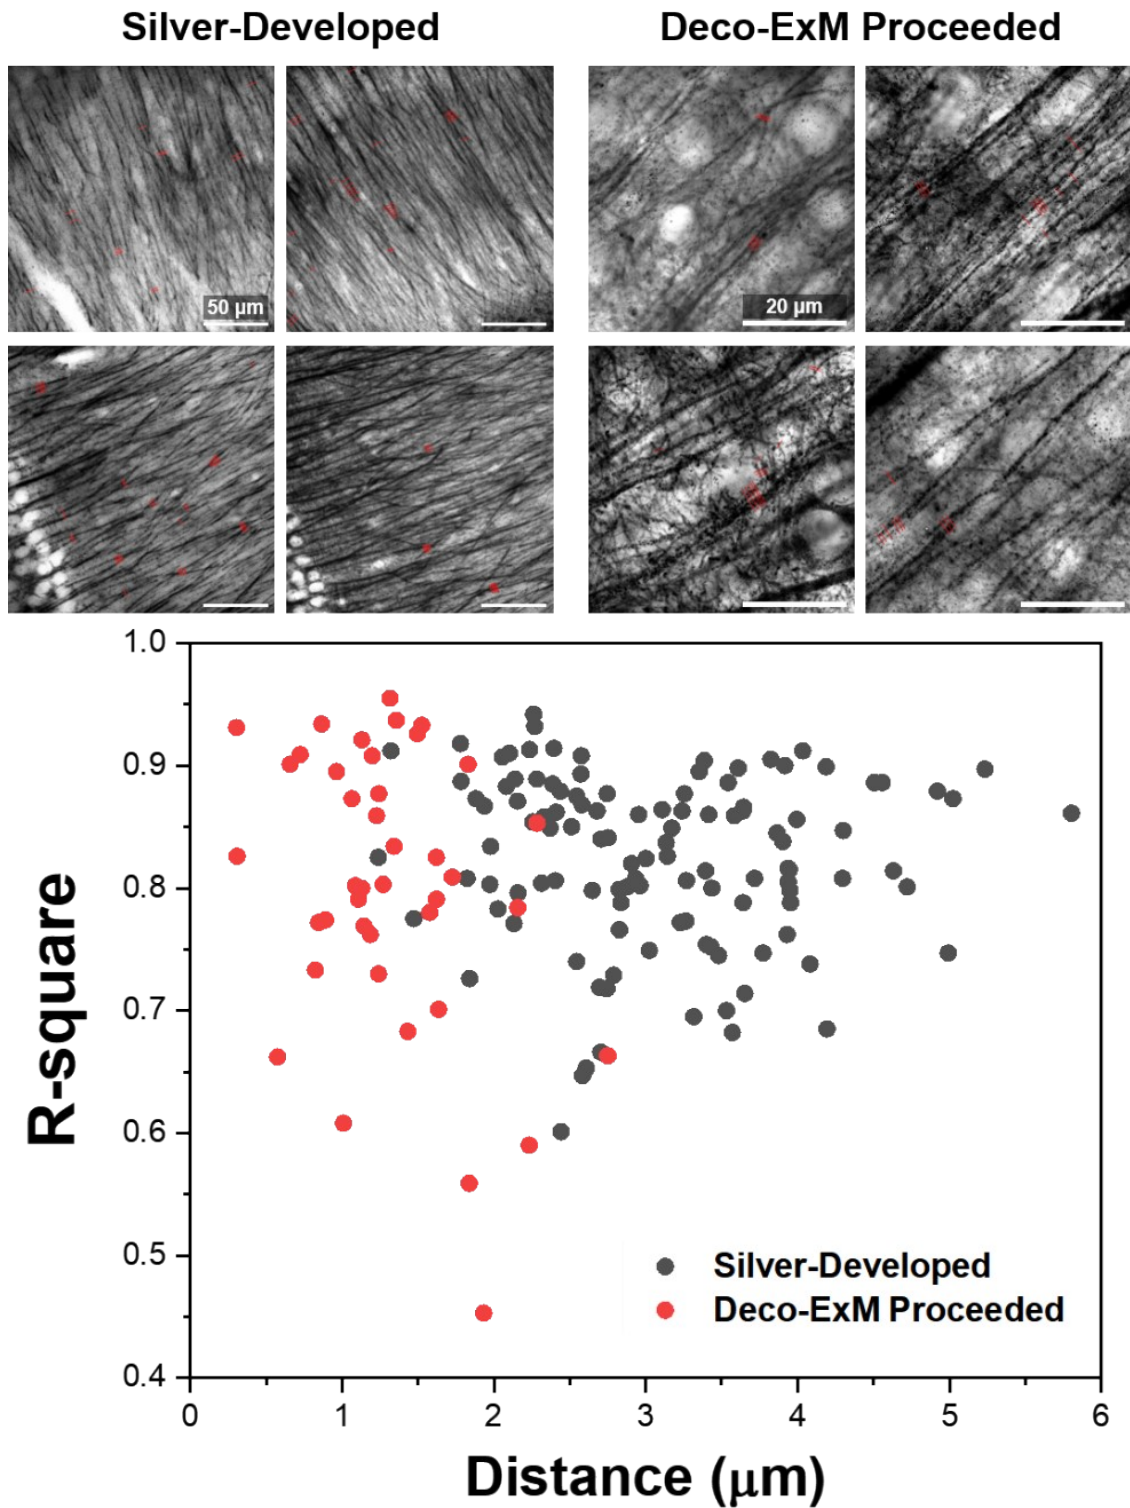 Silver-Developed
Deco-ExM Proceeded
50 µm
20 µm
1.0
0.9
0.8
0.7
0.6
0.5
0.4
R-square
0 1 2 3 4 5 6
Distance (µm)
Silver-Developed
Deco-ExM Proceeded